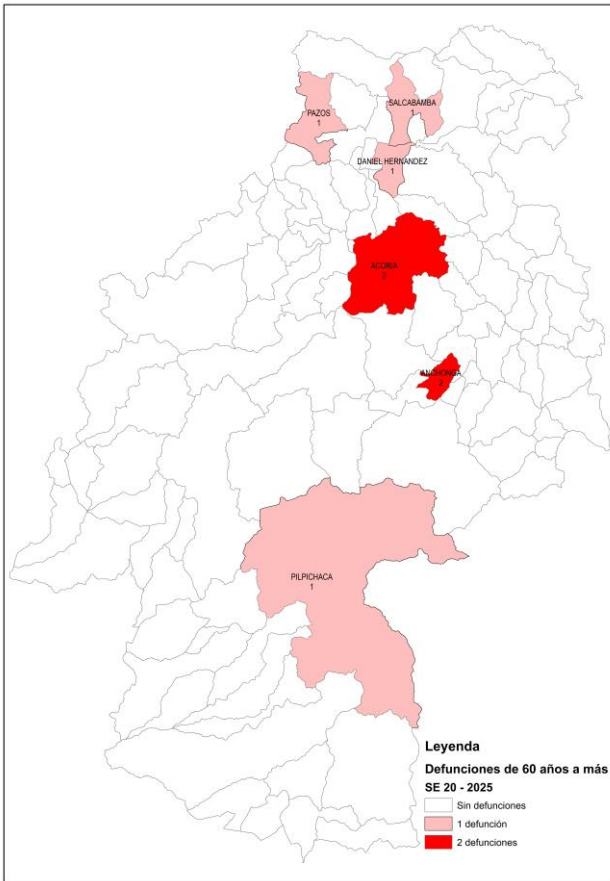 PAZOS
1
SALCABAMBA
1
DANIEL HERNANDEZ
1
ACORIA
ANCHONGA
2
PILPICHACA
1
Leyenda
Defunciones de 60 años a más
SE 20 - 2025
Sin defunciones
1 defunción
2 defunciones